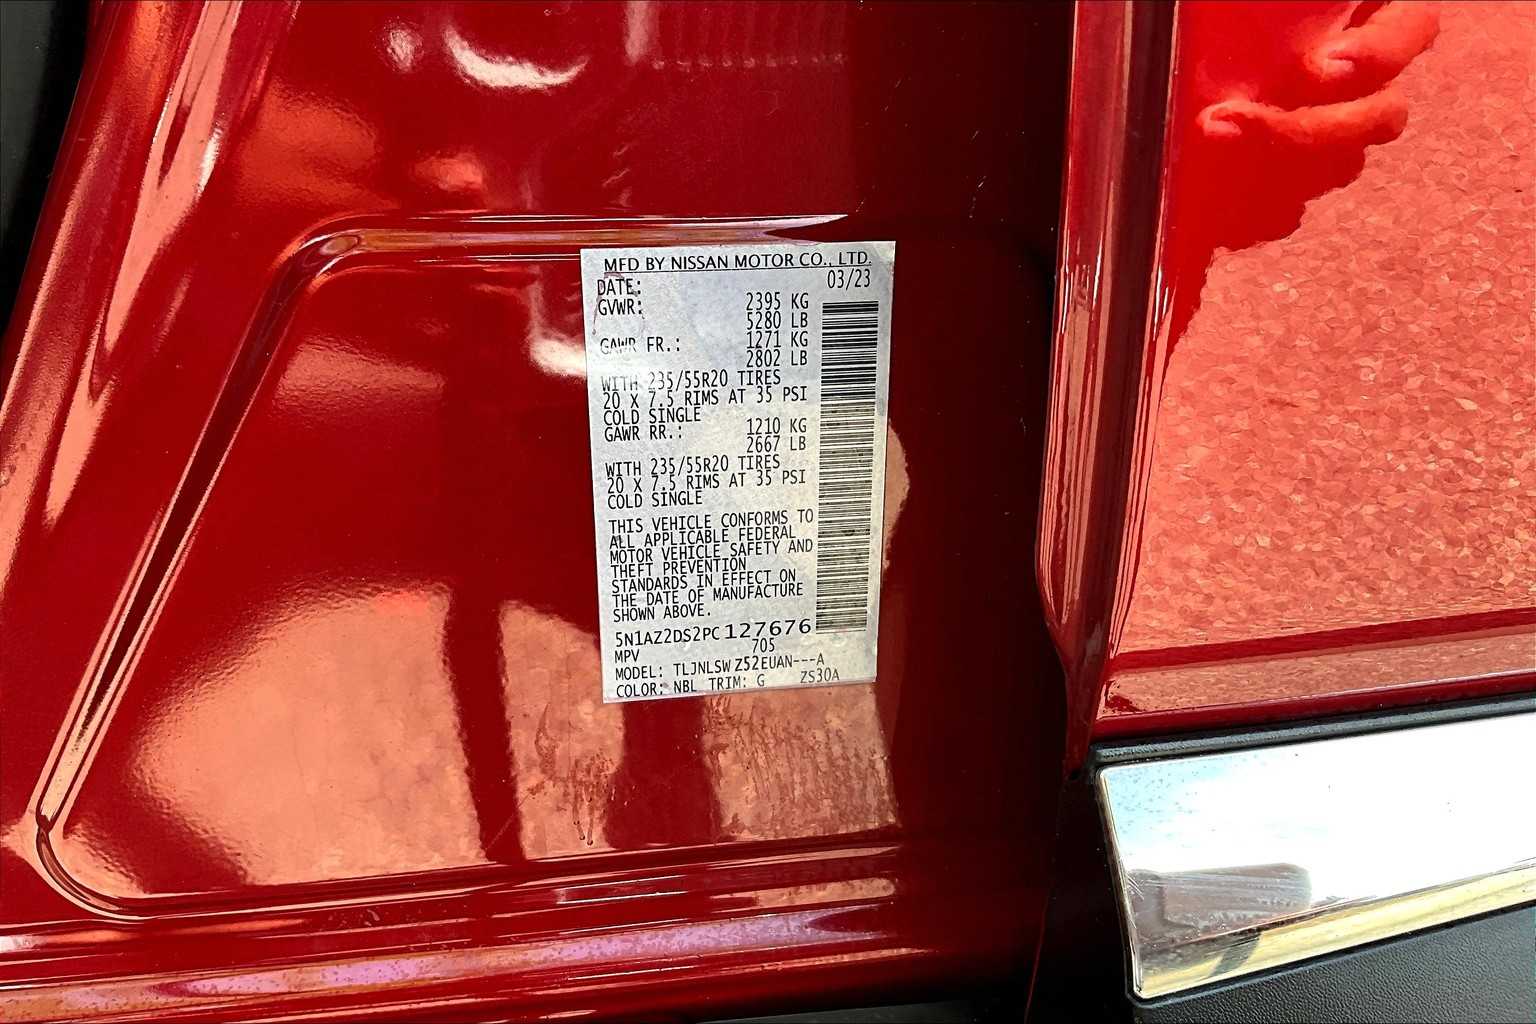 MFD BY NISSAN MOTOR CO., LTD.
DATE: 03/23
GVWR: 2395 KG
5280 LB
GAWR FR.: 1271 KG
2802 LB
WITH 235/55R20 TIRES
20 X 7.5 RIMS AT 35 PSI
COLD SINGLE
GAWR RR.: 1210 KG
2667 LB
WITH 235/55R20 TIRES
20 X 7.5 RIMS AT 35 PSI
COLD SINGLE
THIS VEHICLE CONFORMS TO
ALL APPLICABLE FEDERAL
MOTOR VEHICLE SAFETY AND
THEFT PREVENTION
STANDARDS IN EFFECT ON
THE DATE OF MANUFACTURE
SHOWN ABOVE.
5N1AZ2DS2PC127676
MPV 705
MODEL: TLJNLSWZ52EUAN---A
COLOR: NBL TRIM: G ZS30A